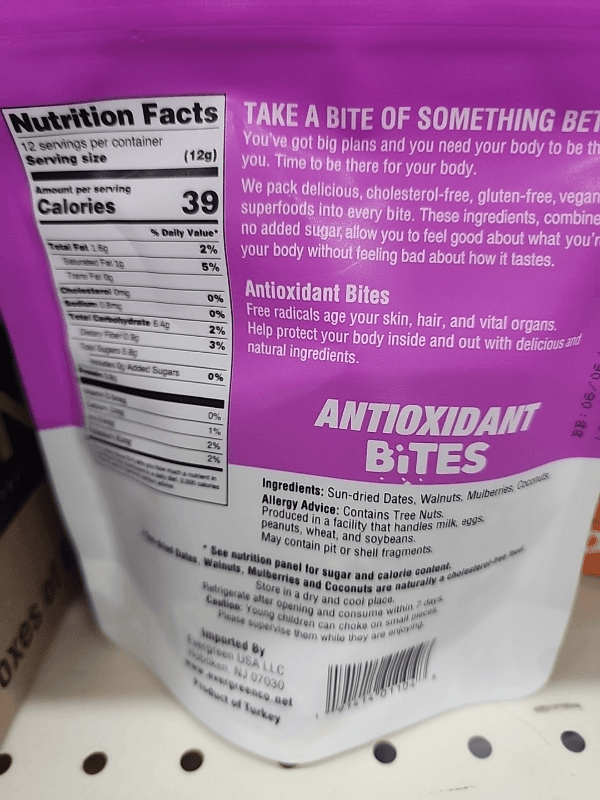 Nutrition Facts
12 servings per container
Serving size (12g)
Amount per serving
Calories 39
% Daily Value*
Total Fat 1.6g 2%
Saturated Fat 1g 5%
Trans Fat 0g
Cholesterol 0mg 0%
Sodium 0.8mg 0%
Total Carbohydrate 6.4g 2%
Dietary Fiber 0.9g 3%
Total Sugars 5.8g
Includes 0g Added Sugars 0%
0%
1%
2%
2%
TAKE A BITE OF SOMETHING BET
You've got big plans and you need your body to be th
you. Time to be there for your body.
We pack delicious, cholesterol-free, gluten-free, vegan
superfoods into every bite. These ingredients, combine
no added sugar, allow you to feel good about what you'r
your body without feeling bad about how it tastes.
Antioxidant Bites
Free radicals age your skin, hair, and vital organs.
Help protect your body inside and out with delicious and
natural ingredients.
ANTIOXIDANT
BiTES
Ingredients: Sun-dried Dates, Walnuts, Mulberries, Coconuts.
Allergy Advice: Contains Tree Nuts.
Produced in a facility that handles milk, eggs,
peanuts, wheat, and soybeans.
May contain pit or shell fragments.
* See nutrition panel for sugar and calorie content.
Dates, Walnuts, Mulberries and Coconuts are naturally a cholesterol-free food.
Store in a dry and cool place.
Refrigerate after opening and consume within 7 days.
Caution: Young children can choke on small pieces.
Please supervise them while they are enjoying.
Imported By
Evergreen USA LLC
Hoboken, NJ 07030
www.evergreenco.net
Product of Turkey
BB: 06/06
oxes of